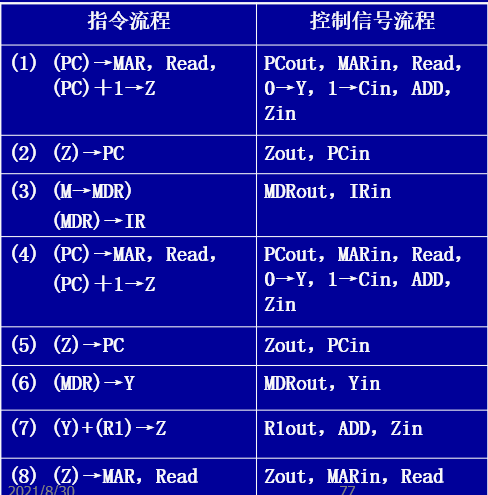 指令流程 控制信号流程
(1) (PC)→MAR, Read, PCout, MARin, Read,
(PC)＋1→Z 0→Y, 1→Cin, ADD,
Zin
(2) (Z)→PC Zout, PCin
(3) (M→MDR) MDRout, IRin
(MDR)→IR
(4) (PC)→MAR, Read, PCout, MARin, Read,
(PC)＋1→Z 0→Y, 1→Cin, ADD,
Zin
(5) (Z)→PC Zout, PCin
(6) (MDR)→Y MDRout, Yin
(7) (Y)+(R1)→Z R1out, ADD, Zin
(8) (Z)→MAR, Read Zout, MARin, Read
2021/8/30 77